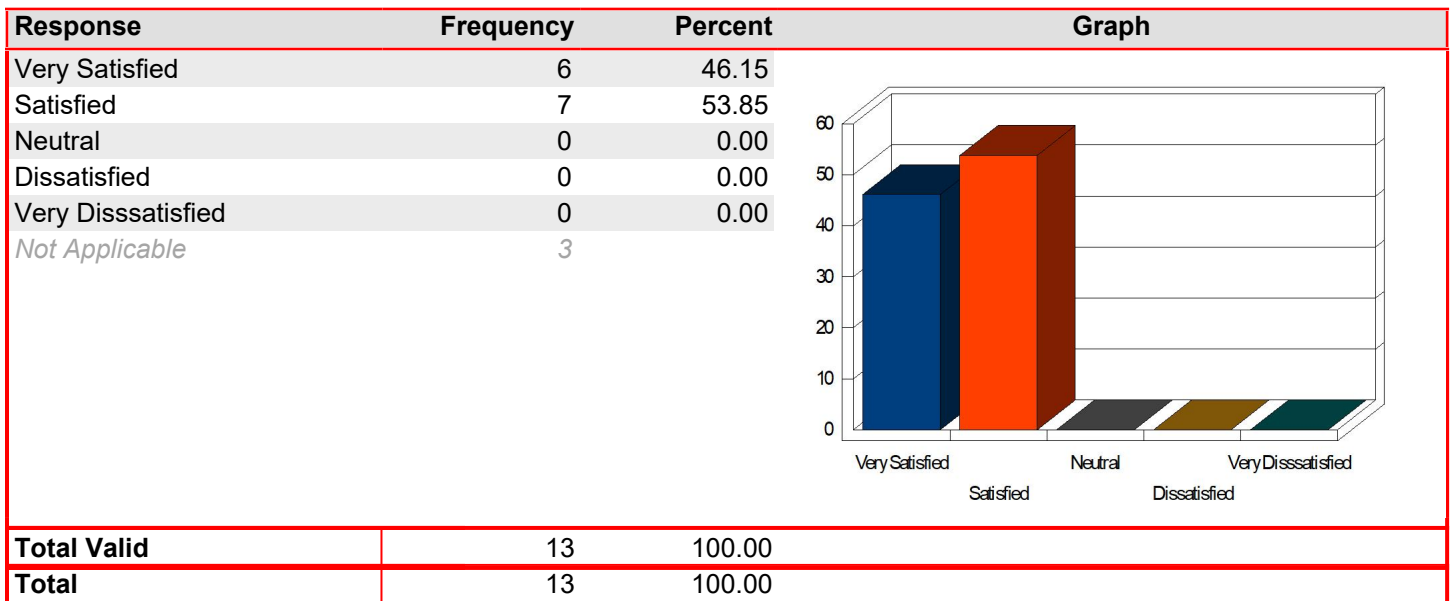 Response Frequency Percent Graph
Very Satisfied 6 46.15
Satisfied 7 53.85
Neutral 0 0.00
Dissatisfied 0 0.00
Very Disssatisfied 0 0.00
Not Applicable 3
60
50
40
30
20
10
0
Very Satisfied Neutral Very Disssatisfied
Satisfied Dissatisfied
Total Valid 13 100.00
Total 13 100.00